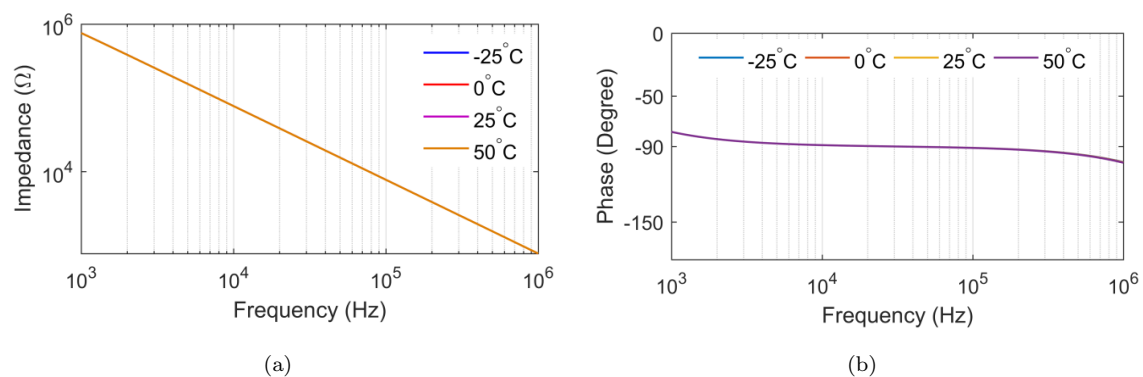 10^6
10^4
Impedance (Ω)
-25°C
0°C
25°C
50°C
10^3 10^4 10^5 10^6
Frequency (Hz)
(a)
0
-50
-90
-150
Phase (Degree)
-25°C 0°C 25°C 50°C
10^3 10^4 10^5 10^6
Frequency (Hz)
(b)